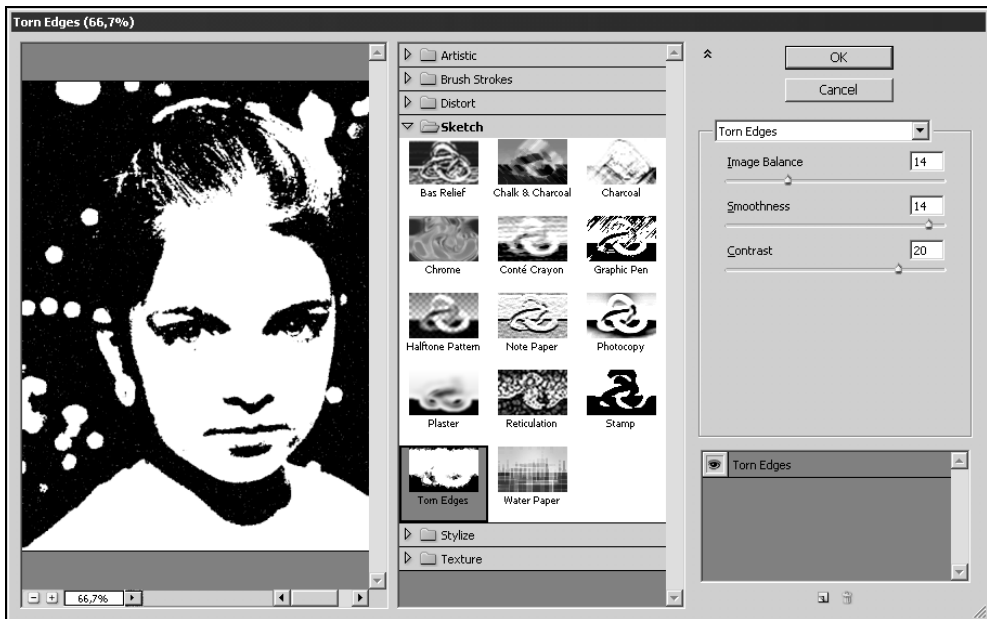 Torn Edges (66,7%)
Artistic
Brush Strokes
Distort
Sketch
Bas Relief
Chalk & Charcoal
Charcoal
Chrome
Conté Crayon
Graphic Pen
Halftone Pattern
Note Paper
Photocopy
Plaster
Reticulation
Stamp
Torn Edges
Water Paper
Stylize
Texture
66,7%
OK
Cancel
Torn Edges
Image Balance 14
Smoothness 14
Contrast 20
Torn Edges